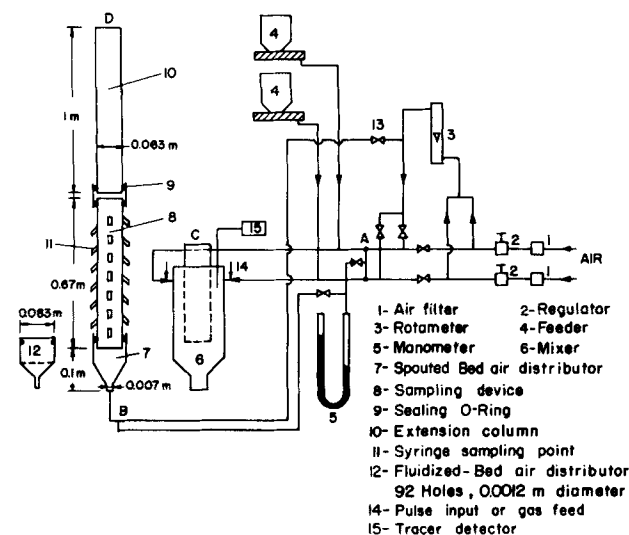 D
4
10
4
1m
13
3
0.063 m
9
8
C
15
A
2
1
11
14
AIR
0.67m
2
1
0.083m
1- Air filter 2- Regulator
3- Rotameter 4-Feeder
12
7
6
5- Manometer 6-Mixer
7- Spouted Bed air distributor
0.1m
0.007 m
8- Sampling device
B
5
9- Sealing O-Ring
10- Extension column
11- Syringe sampling point
12- Fluidized-Bed air distributor
92 Holes, 0.0012 m diameter
14- Pulse input or gas feed
15- Tracer detector